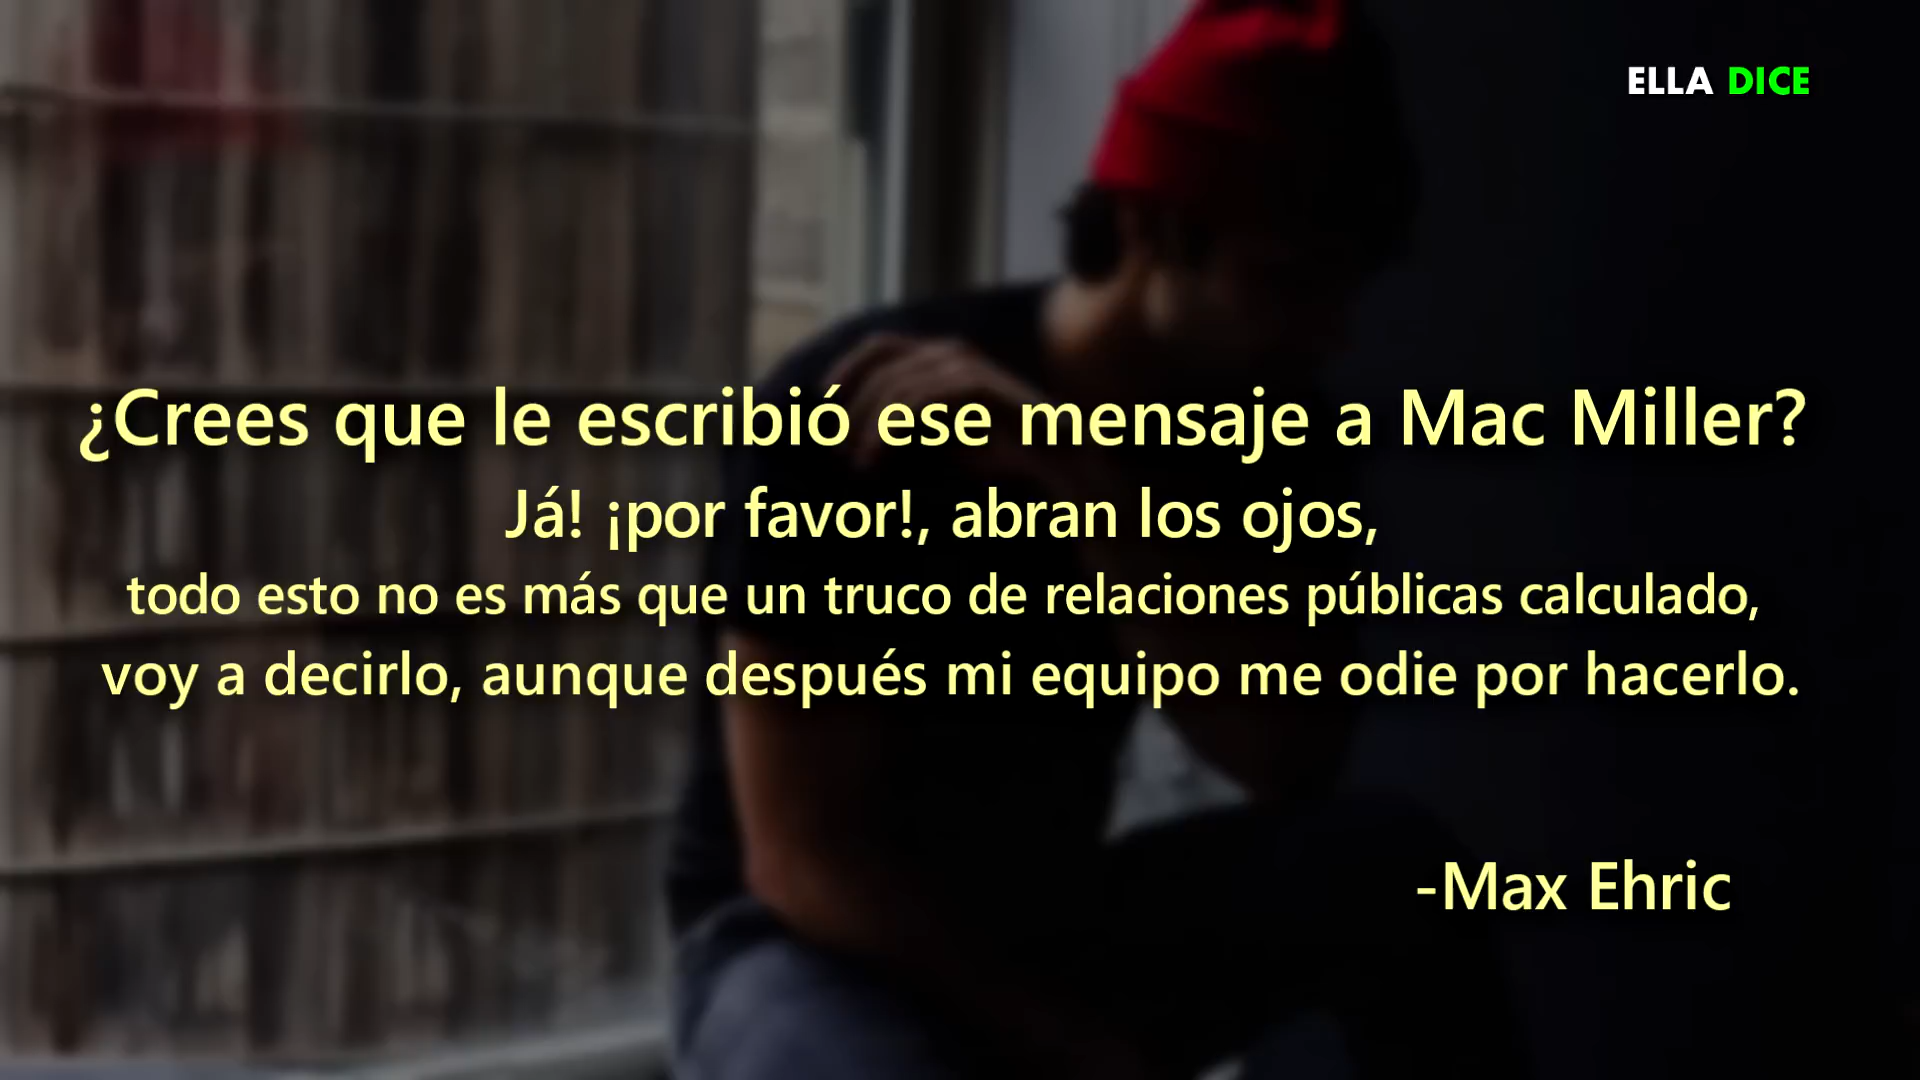 ELLA DICE
¿Crees que le escribió ese mensaje a Mac Miller?
Já! ¡por favor!, abran los ojos,
todo esto no es más que un truco de relaciones públicas calculado,
voy a decirlo, aunque después mi equipo me odie por hacerlo.
-Max Ehric